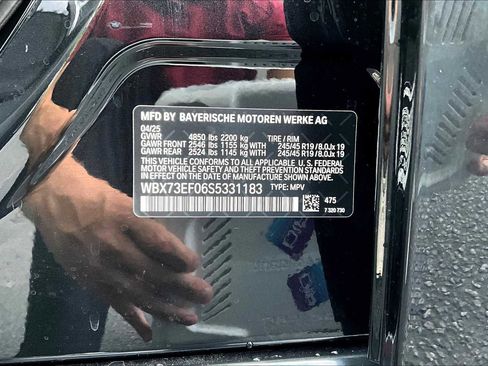 MFD BY BAYERISCHE MOTOREN WERKE AG
04/25
GVWR 4850 lbs 2200 kg TIRE / RIM
GAWR FRONT 2546 lbs 1155 kg 245/45 R19 /8.0Jx 19
GAWR REAR 2524 lbs 1145 kg 245/45 R19 /8.0Jx 19
THIS VEHICLE CONFORMS TO ALL APPLICABLE U.S. FEDERAL
MOTOR VEHICLE SAFETY, BUMPER, AND THEFT PREVENTION
STANDARDS IN EFFECT ON THE DATE OF MANUFACTURE SHOWN ABOVE.
WBX73EF06S5331183 TYPE: MPV
475
7 320 730